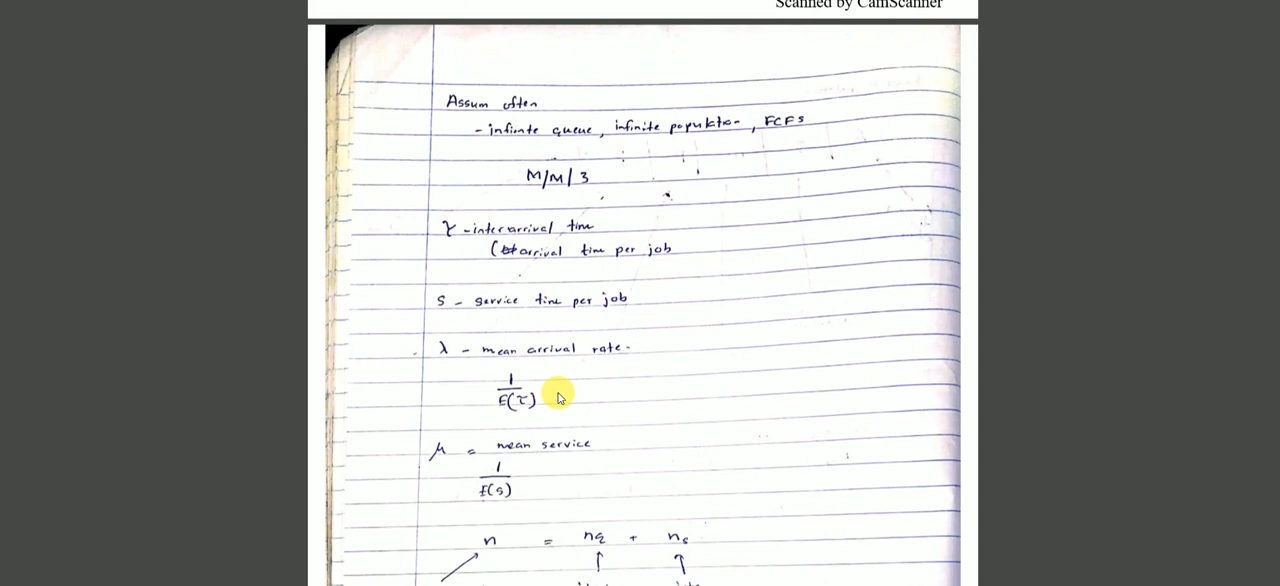 Scanned by CamScanner
Assum often
- infinte queue, infinite population, FCFS
M/M/3
τ - interarrival time
(arrival time per job
s - service time per job
λ - mean arrival rate.
1
E(τ)
μ = mean service
1
E(s)
n = nq + ns